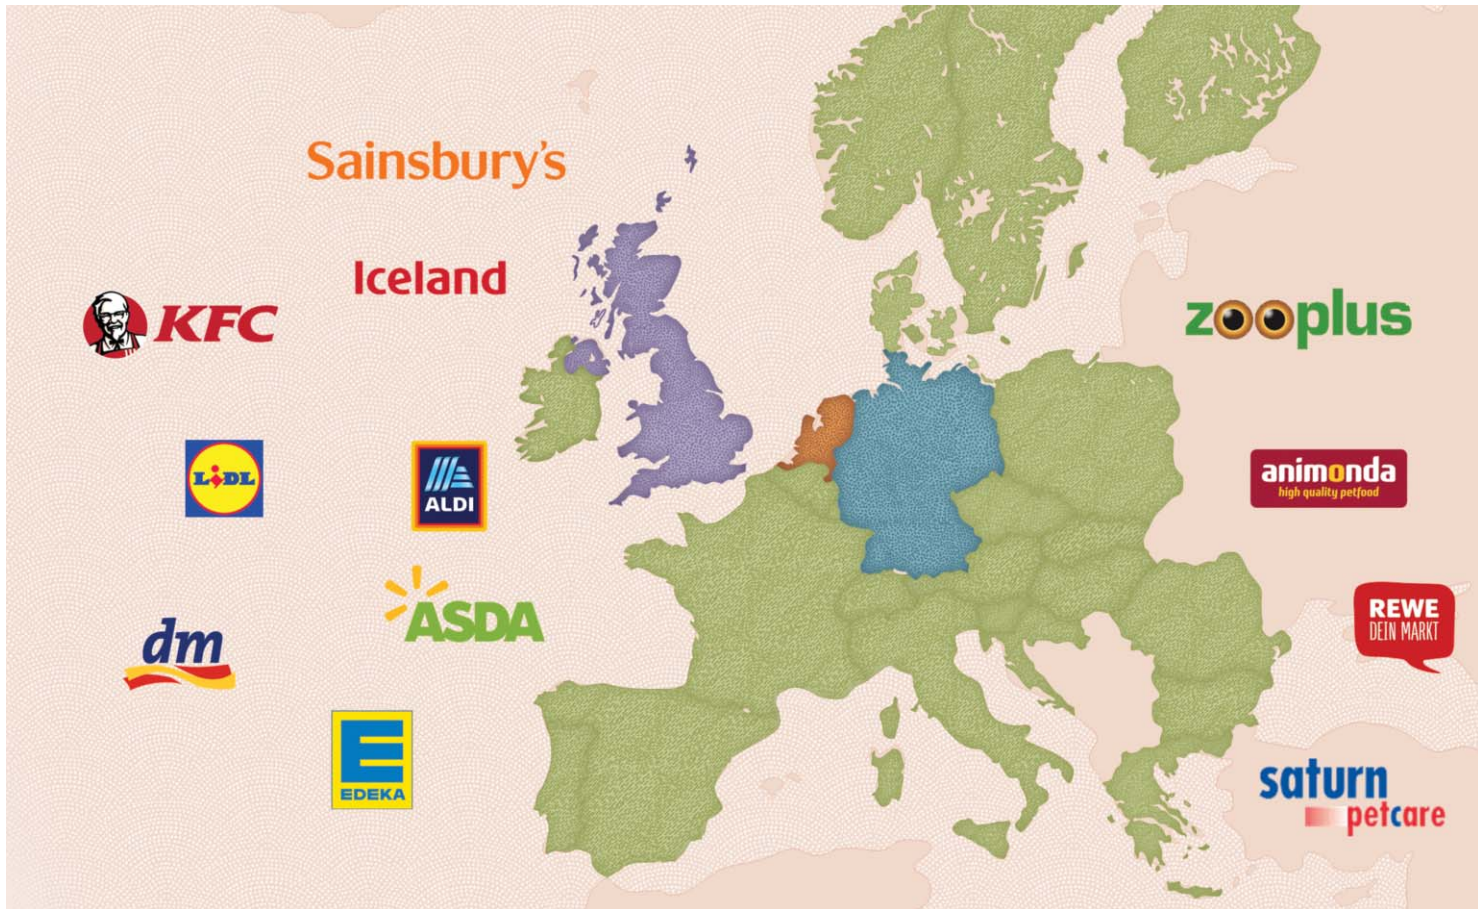 Sainsbury's
Iceland
KFC
zooplus
LIDL
ALDI
animonda
high quality petfood
ASDA
REWE
DEIN MARKT
dm
EDEKA
saturn
petcare